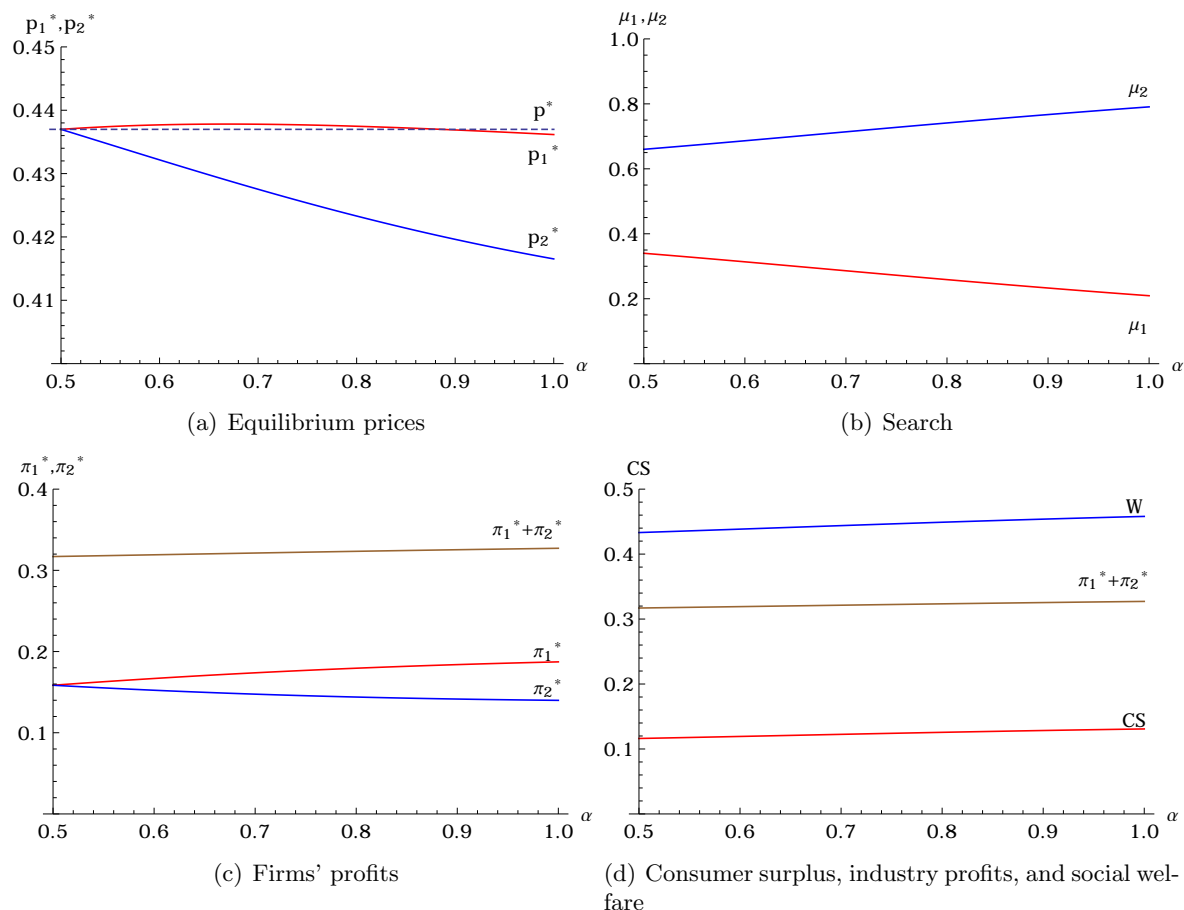 p₁*,p₂*
0.45
0.44
0.43
0.42
0.41
p*
p₁*
p₂*
0.5 0.6 0.7 0.8 0.9 1.0 α
(a) Equilibrium prices
μ₁,μ₂
1.0
0.8
0.6
0.4
0.2
μ₂
μ₁
0.5 0.6 0.7 0.8 0.9 1.0 α
(b) Search
π₁*,π₂*
0.4
0.3
0.2
0.1
π₁*+π₂*
π₁*
π₂*
0.5 0.6 0.7 0.8 0.9 1.0 α
(c) Firms' profits
CS
0.5
0.4
0.3
0.2
0.1
W
π₁*+π₂*
CS
0.5 0.6 0.7 0.8 0.9 1.0 α
(d) Consumer surplus, industry profits, and social wel-
fare